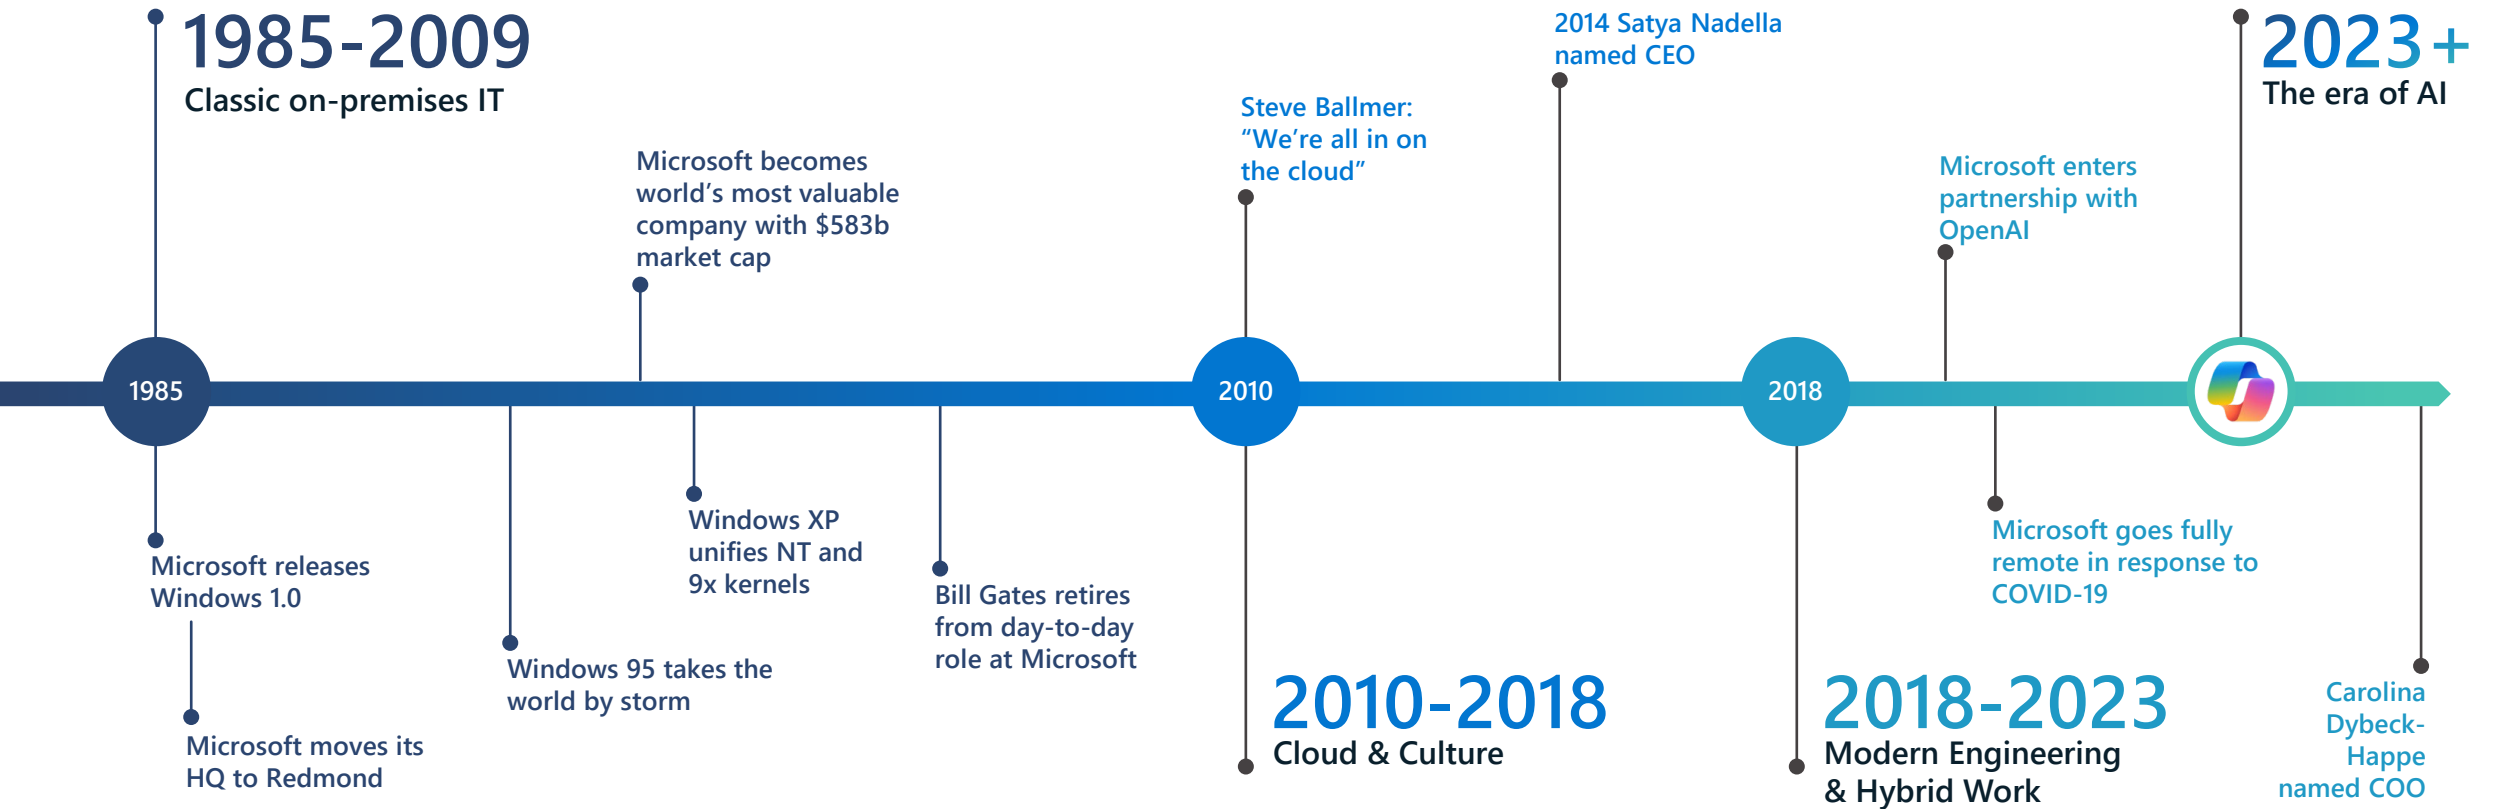 1985-2009
Classic on-premises IT
Microsoft becomes
world’s most valuable
company with $583b
market cap
Steve Ballmer:
“We’re all in on
the cloud”
2014 Satya Nadella
named CEO
Microsoft enters
partnership with
OpenAI
2023+
The era of AI
1985
2010
2018
Microsoft releases
Windows 1.0
Microsoft moves its
HQ to Redmond
Windows 95 takes the
world by storm
Windows XP
unifies NT and
9x kernels
Bill Gates retires
from day-to-day
role at Microsoft
2010-2018
Cloud & Culture
2018-2023
Modern Engineering
& Hybrid Work
Microsoft goes fully
remote in response to
COVID-19
Carolina
Dybeck-
Happe
named COO